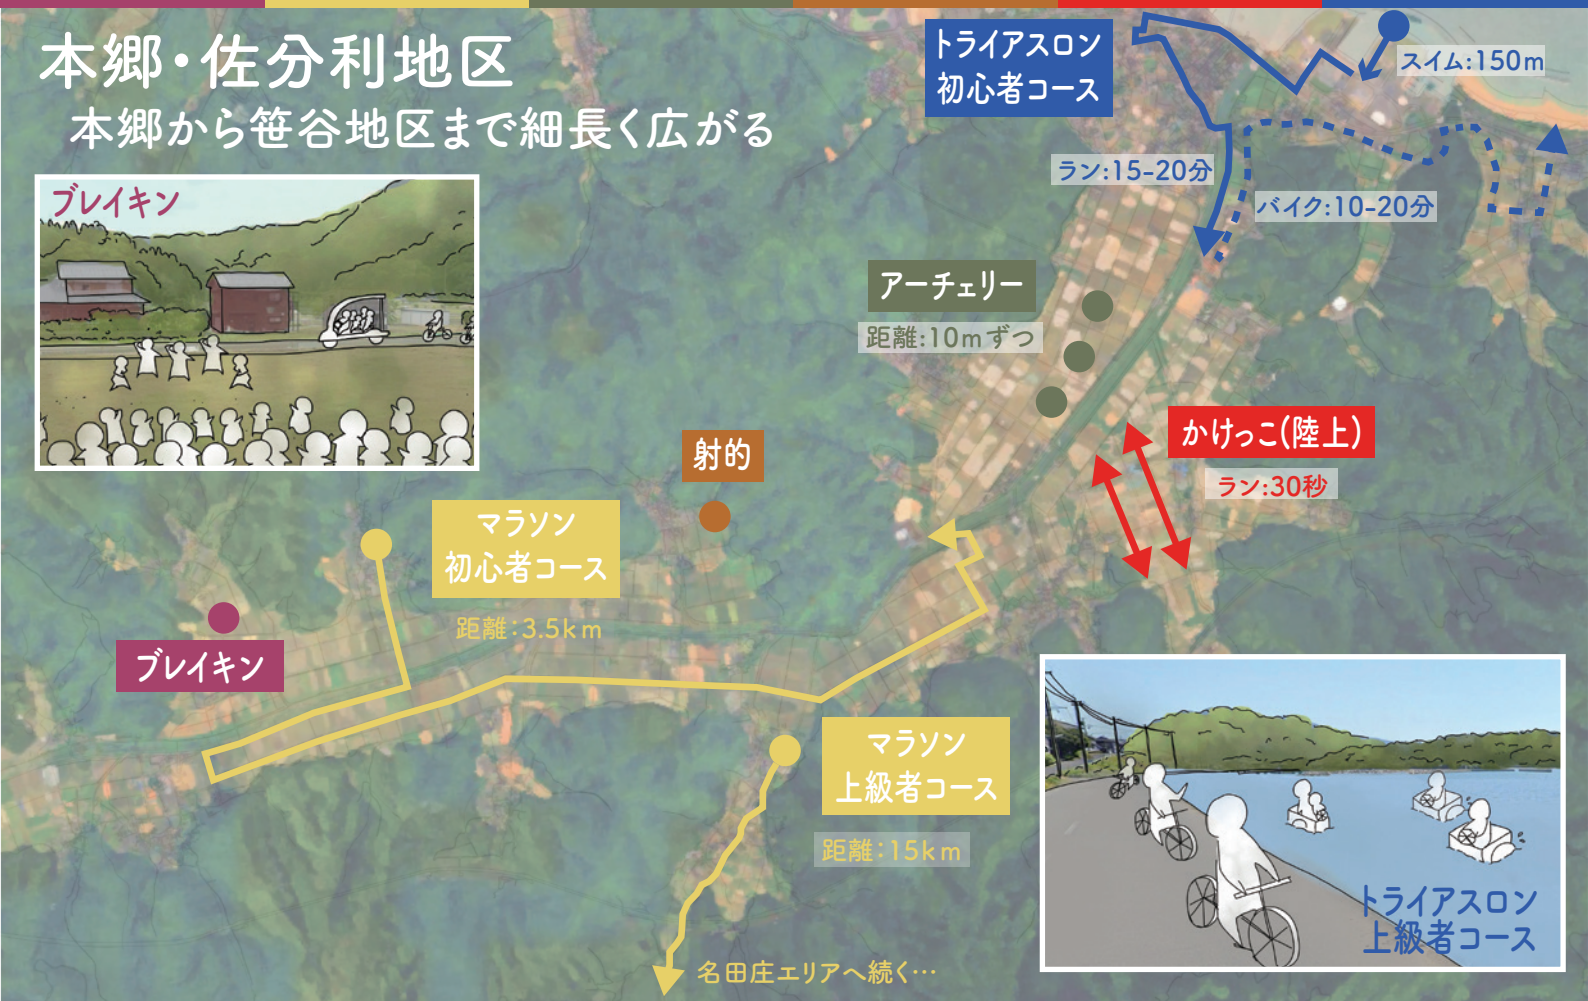 本郷・佐分利地区
本郷から笹谷地区まで細長く広がる
ブレイキン
トライアスロン
初心者コース
スイム:150m
ラン:15-20分
バイク:10-20分
アーチェリー
距離:10mずつ
かけっこ(陸上)
ラン:30秒
射的
マラソン
初心者コース
距離:3.5km
ブレイキン
マラソン
上級者コース
距離:15km
名田庄エリアへ続く…
トライアスロン
上級者コース